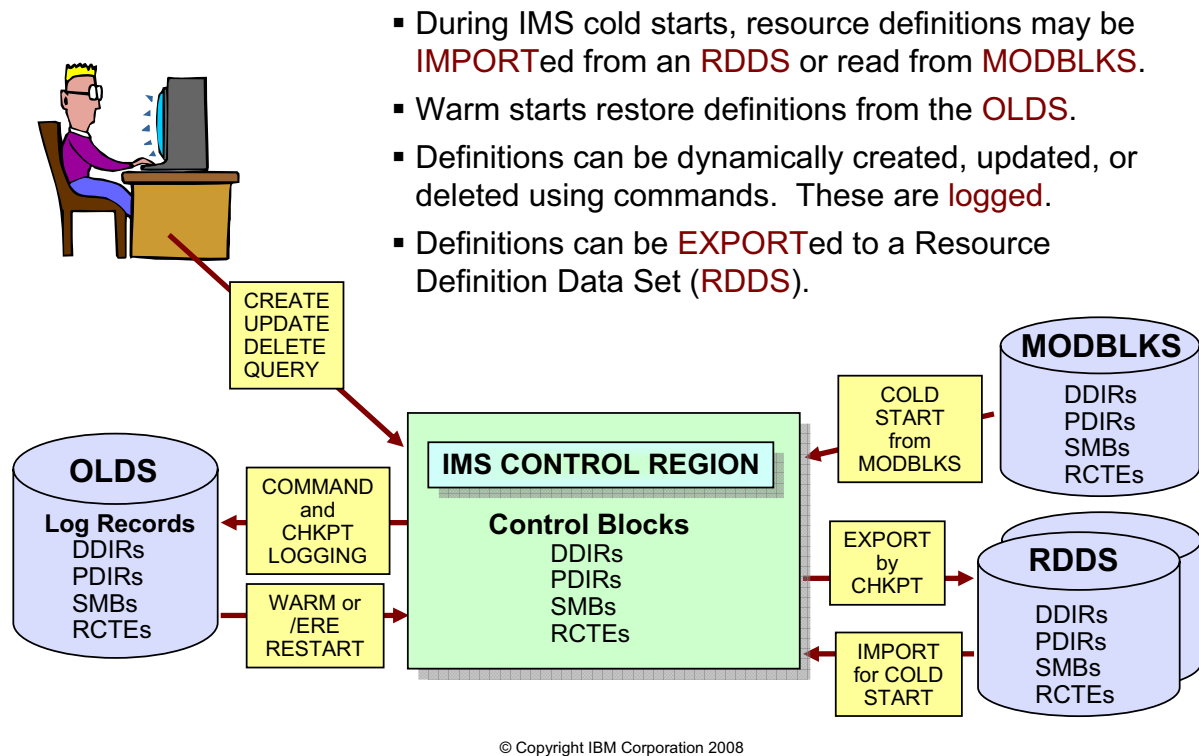 ▪ During IMS cold starts, resource definitions may be
IMPORTed from an RDDS or read from MODBLKS.
▪ Warm starts restore definitions from the OLDS.
▪ Definitions can be dynamically created, updated, or
deleted using commands.  These are logged.
▪ Definitions can be EXPORTed to a Resource
Definition Data Set (RDDS).
CREATE
UPDATE
DELETE
QUERY
MODBLKS
DDIRs
PDIRs
SMBs
RCTEs
COLD
START
from
MODBLKS
OLDS
Log Records
DDIRs
PDIRs
SMBs
RCTEs
COMMAND
and
CHKPT
LOGGING
WARM or
/ERE
RESTART
IMS CONTROL REGION
Control Blocks
DDIRs
PDIRs
SMBs
RCTEs
EXPORT
by
CHKPT
IMPORT
for COLD
START
RDDS
DDIRs
PDIRs
SMBs
RCTEs
© Copyright IBM Corporation 2008